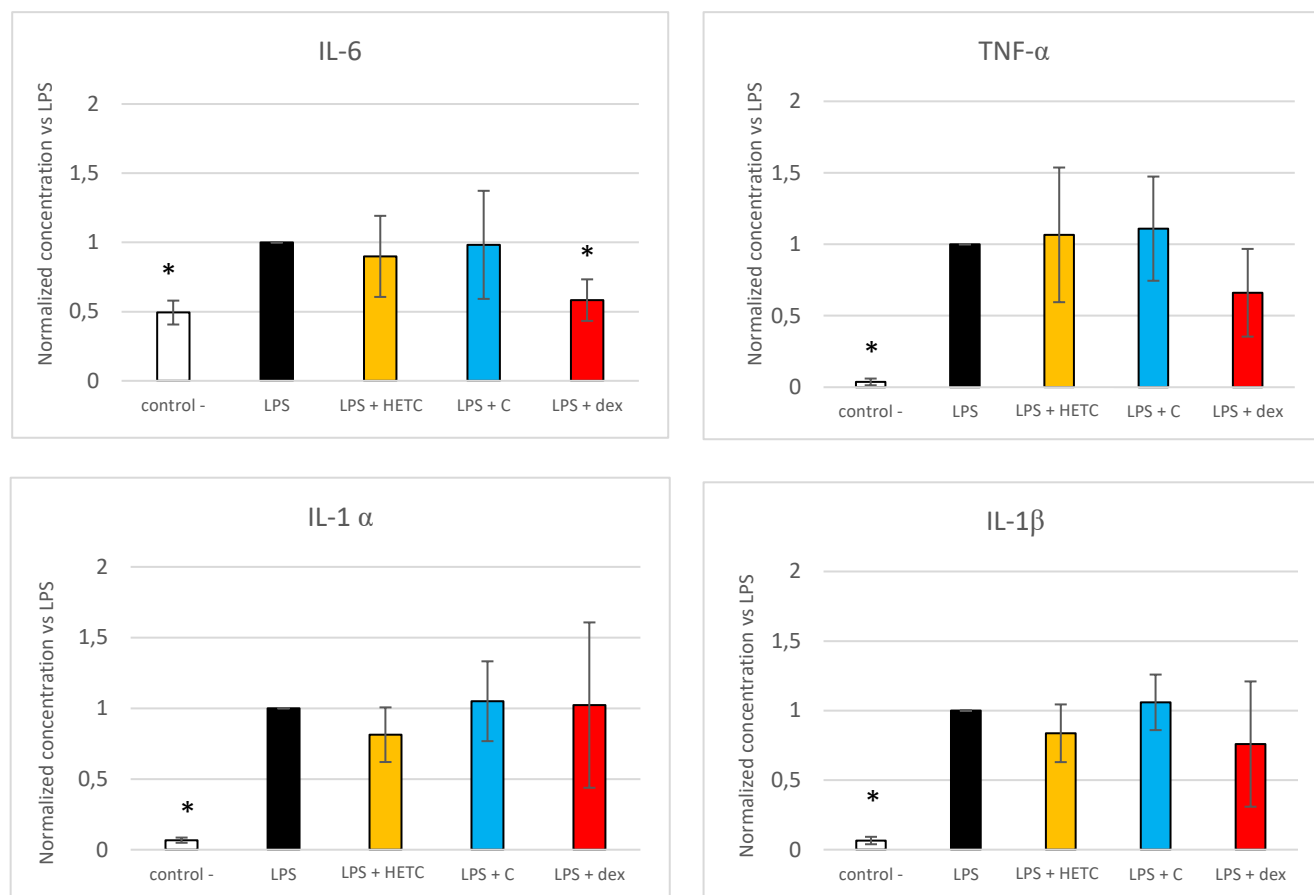 IL-6
Normalized concentration vs LPS
2
1,5
1
0,5
0
*
*
control -
LPS
LPS + HETC
LPS + C
LPS + dex
TNF-α
Normalized concentration vs LPS
2
1,5
1
0,5
0
*
control -
LPS
LPS + HETC
LPS + C
LPS + dex
IL-1 α
Normalized concentration vs LPS
2
1,5
1
0,5
0
*
control -
LPS
LPS + HETC
LPS + C
LPS + dex
IL-1β
Normalized concentration vs LPS
2
1,5
1
0,5
0
*
control -
LPS
LPS + HETC
LPS + C
LPS + dex